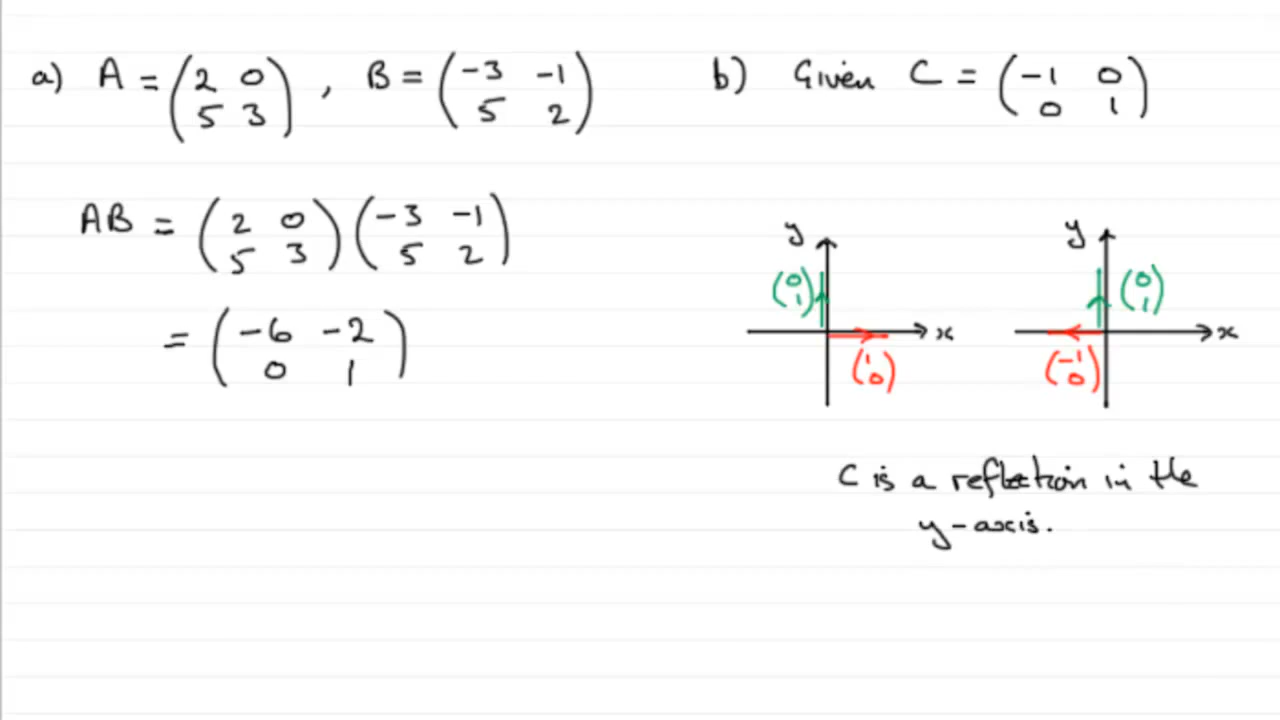 a) A = (2 0
5 3) , B = (-3 -1
5 2)
AB = (2 0
5 3)(-3 -1
5 2)
= (-6 -2
0 1)
b) Given C = (-1 0
0 1)
y
(0
1)
x
(1
0)
y
(0
1)
x
(-1
0)
C is a reflection in the
y-axis.